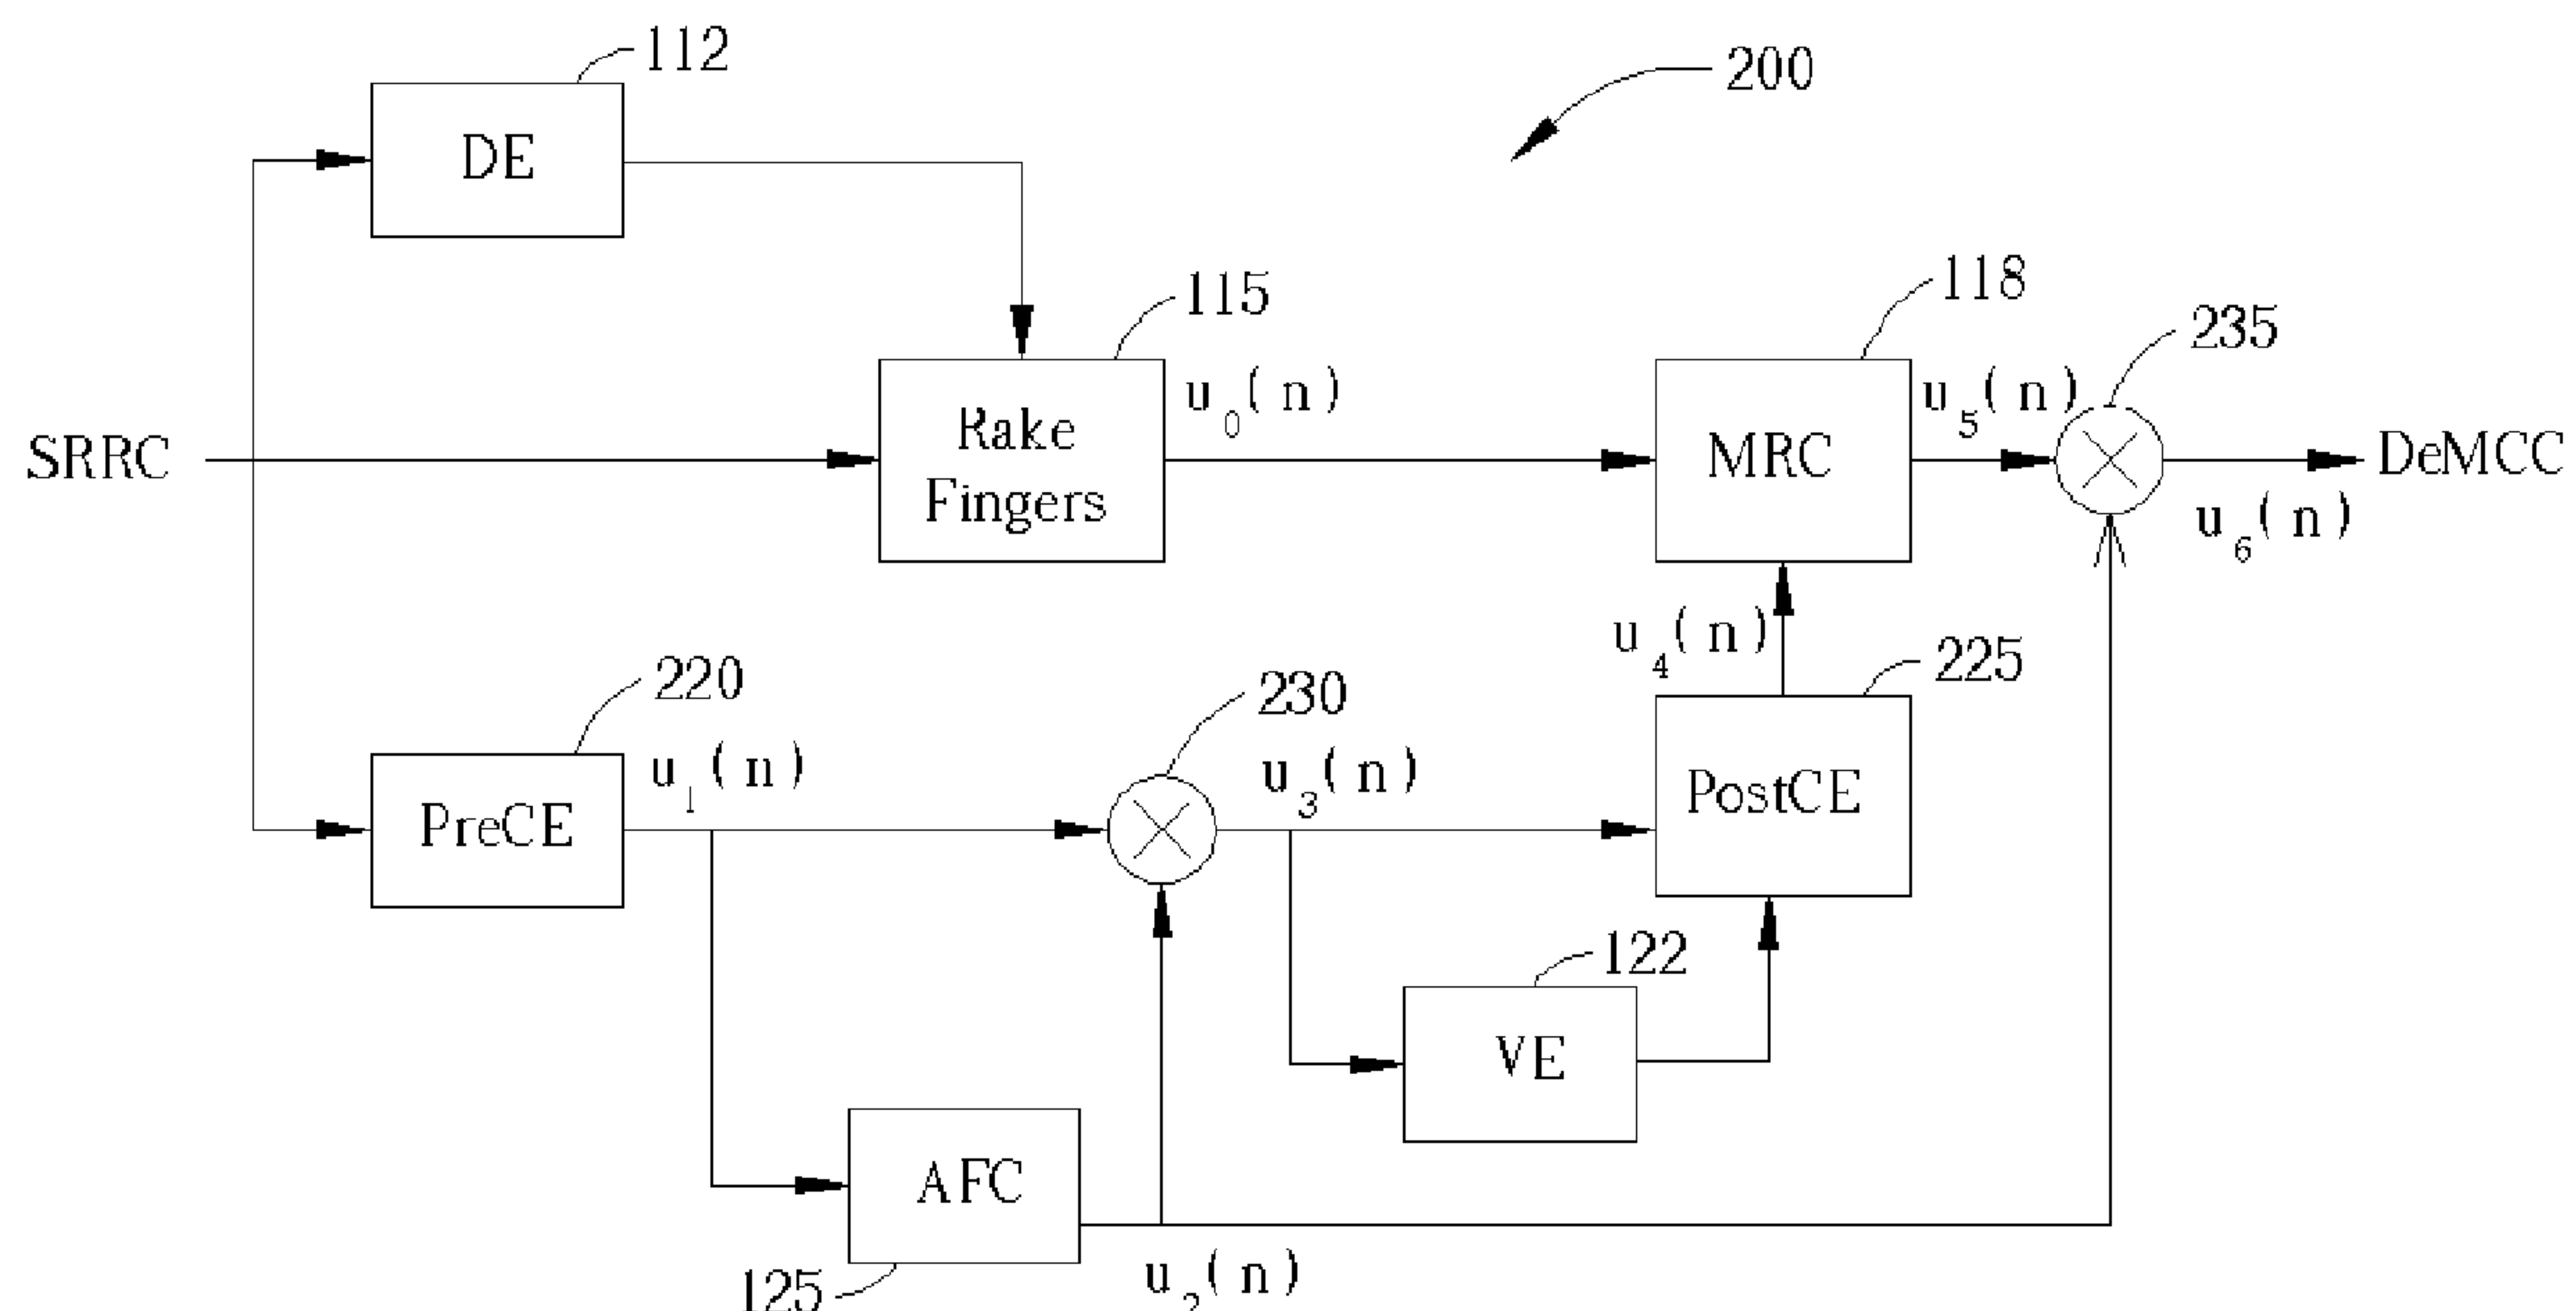 112
200
DE
115
118
235
u0(n)
u5(n)
SRRC
Rake
Fingers
MRC
DeMCC
u6(n)
u4(n)
220
230
225
u1(n)
u3(n)
PreCE
PostCE
122
VE
AFC
125
u2(n)